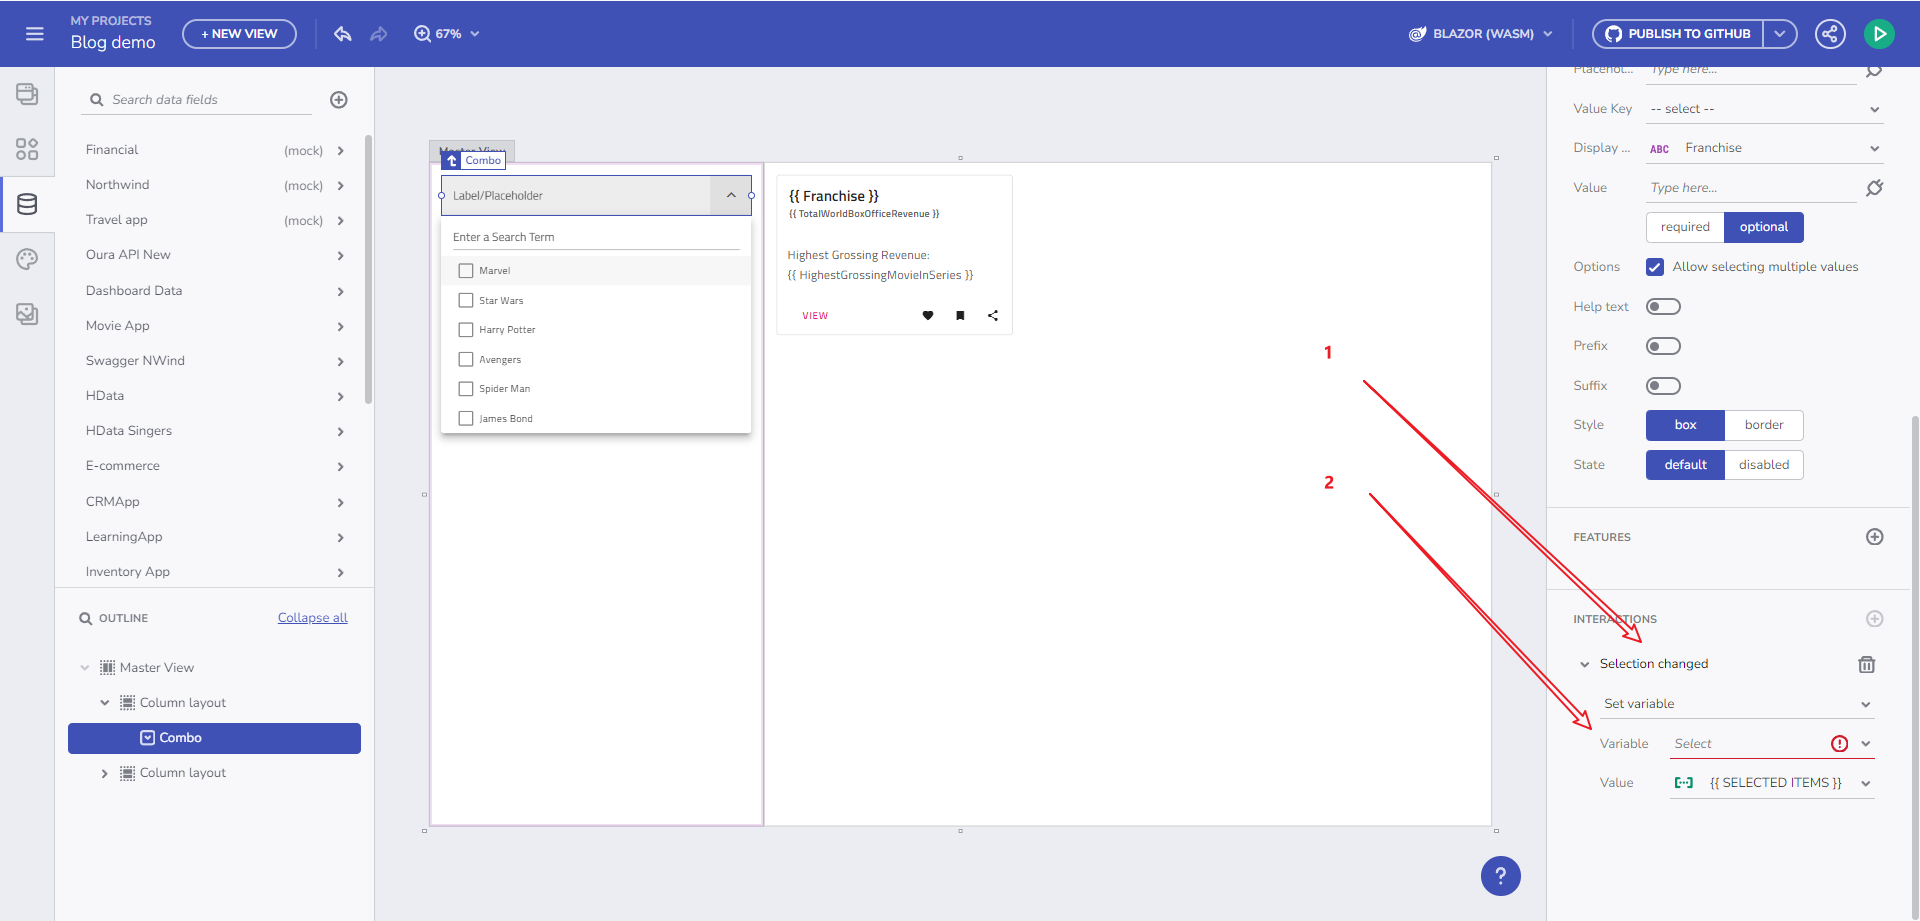 MY PROJECTS
Blog demo
+ NEW VIEW
67%
BLAZOR (WASM)
PUBLISH TO GITHUB
Search data fields
Financial (mock)
Northwind (mock)
Travel app (mock)
Oura API New
Dashboard Data
Movie App
Swagger NWind
HData
HData Singers
E-commerce
CRMApp
LearningApp
Inventory App
OUTLINE Collapse all
Master View
Column layout
Combo
Column layout
Master View
Combo
Label/Placeholder
Enter a Search Term
Marvel
Star Wars
Harry Potter
Avengers
Spider Man
James Bond
{{ Franchise }}
{{ TotalWorldBoxOfficeRevenue }}
Highest Grossing Revenue:
{{ HighestGrossingMovieInSeries }}
VIEW
1
2
?
Placehol... Type here...
Value Key -- select --
Display ... ABC Franchise
Value Type here...
required optional
Options Allow selecting multiple values
Help text
Prefix
Suffix
Style box border
State default disabled
FEATURES
INTERACTIONS
Selection changed
Set variable
Variable Select
Value {{ SELECTED ITEMS }}